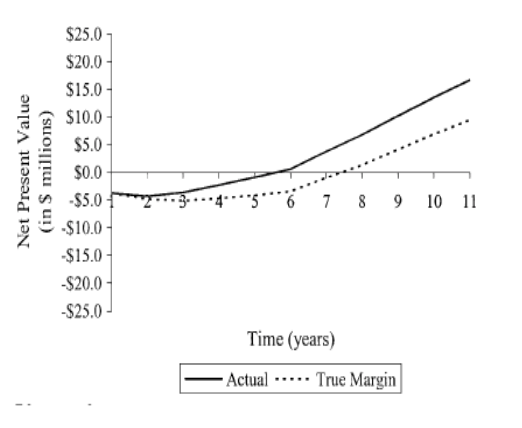 $25.0
$20.0
$15.0
$10.0
$5.0
$0.0
-$5.0
-$10.0
-$15.0
-$20.0
-$25.0
Net Present Value
(in $ millions)
1 2 3 4 5 6 7 8 9 10 11
Time (years)
Actual True Margin